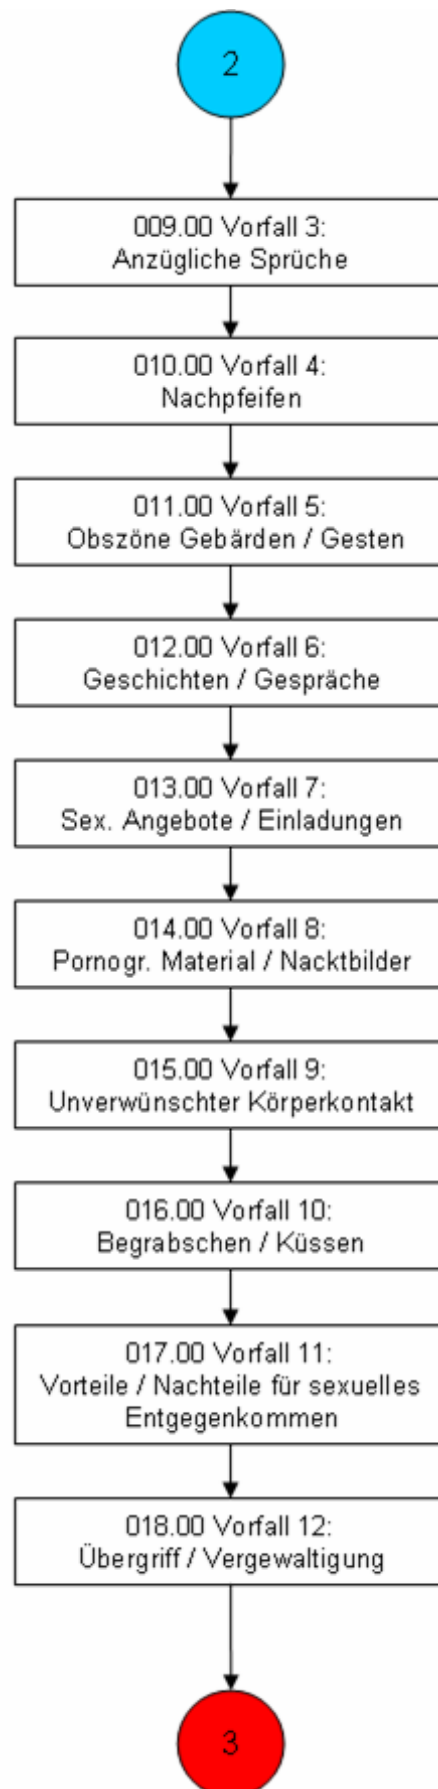 2
009.00 Vorfall 3:
Anzügliche Sprüche
010.00 Vorfall 4:
Nachpfeifen
011.00 Vorfall 5:
Obszöne Gebärden / Gesten
012.00 Vorfall 6:
Geschichten / Gespräche
013.00 Vorfall 7:
Sex. Angebote / Einladungen
014.00 Vorfall 8:
Pornogr. Material / Nacktbilder
015.00 Vorfall 9:
Unverwünschter Körperkontakt
016.00 Vorfall 10:
Begrabschen / Küssen
017.00 Vorfall 11:
Vorteile / Nachteile für sexuelles
Entgegenkommen
018.00 Vorfall 12:
Übergriff / Vergewaltigung
3